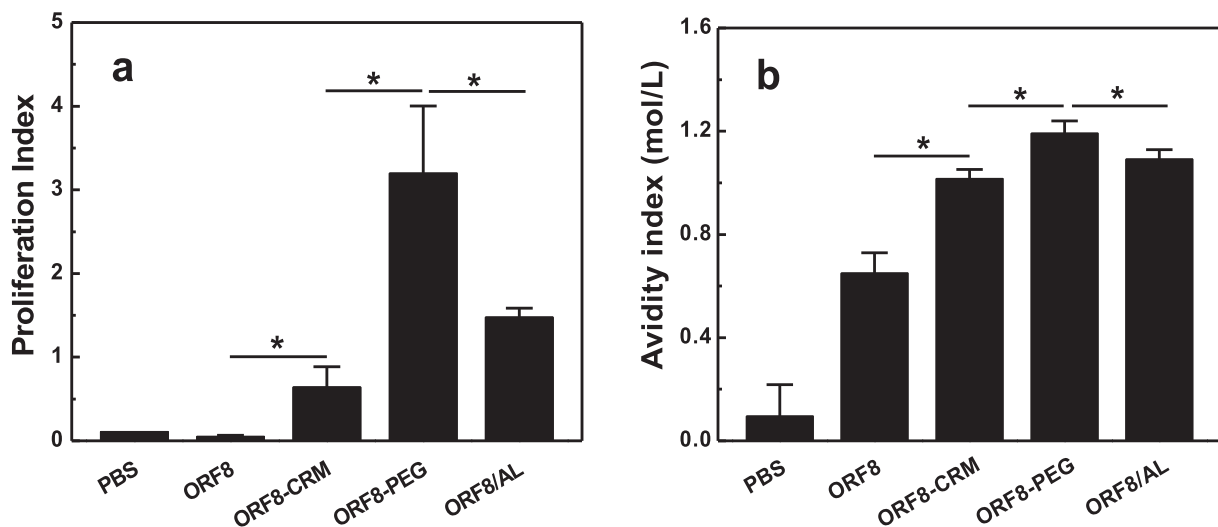 a
Proliferation Index
5
4
3
2
1
0
*
*
*
PBS
ORF8
ORF8-CRM
ORF8-PEG
ORF8/AL
b
Avidity index (mol/L)
1.6
1.2
0.8
0.4
0.0
*
*
*
PBS
ORF8
ORF8-CRM
ORF8-PEG
ORF8/AL